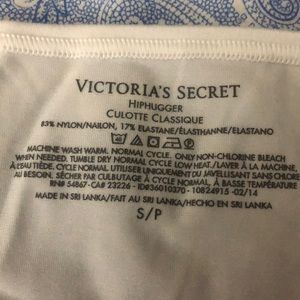 VICTORIA'S SECRET
HIPHUGGER
CULOTTE CLASSIQUE
83% NYLON/NAILON, 17% ELASTANE/ÉLASTHANNE/ELASTANO
MACHINE WASH WARM. NORMAL CYCLE. ONLY NON-CHLORINE BLEACH
WHEN NEEDED. TUMBLE DRY NORMAL CYCLE LOW HEAT./LAVER À LA MACHINE
À L'EAU TIÈDE. CYCLE NORMAL. UTILISER UNIQUEMENT UN JAVELLISANT SANS CHLORE
AU BESOIN. SÉCHER PAR CULBUTAGE À CYCLE NORMAL, À BASSE TEMPÉRATURE
RN# 54867-CA# 23226 - ID#36010370 - 10824915 -02/14
MADE IN SRI LANKA/FAIT AU SRI LANKA/HECHO EN SRI LANKA
S/P